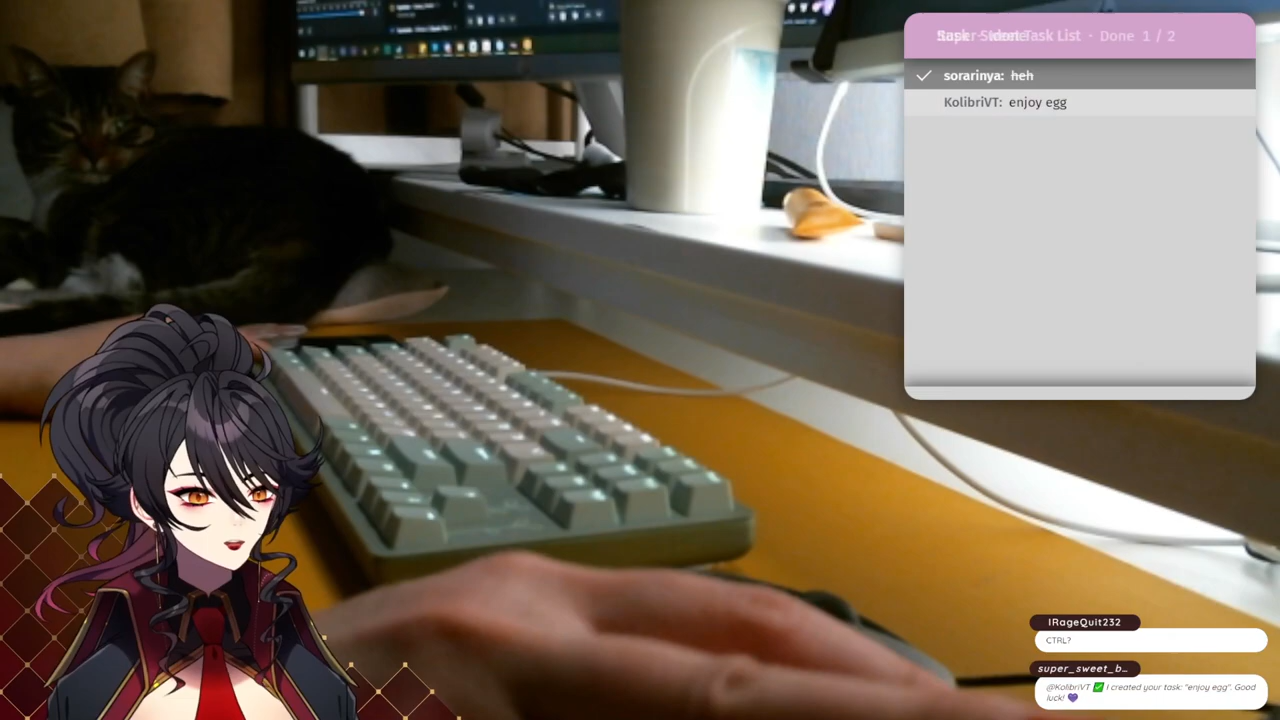 Task List · Done 1 / 2
sorarinya: heh
KolibriVT: enjoy egg
IRageQuit232
CTRL?
super_sweet_b...
@KolibriVT ✅ I created your task: "enjoy egg". Good
luck! 💜